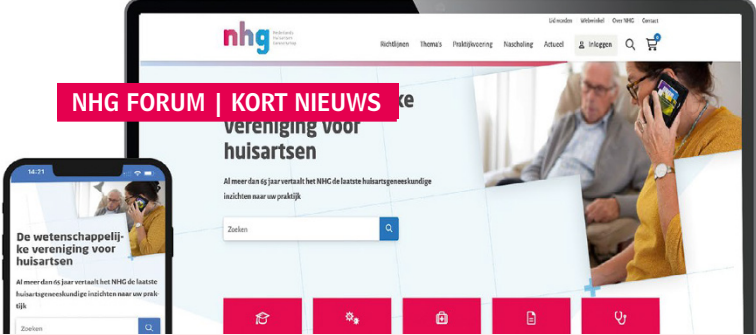 Lid worden Webwinkel Over NHG Contact
nhg Nederlands
Huisartsen
Genootschap
Richtlijnen Thema's Praktijkvoering Nascholing Actueel Inloggen
NHG FORUM | KORT NIEUWS
ke
vereniging voor
huisartsen
Al meer dan 65 jaar vertaalt het NHG de laatste huisartsgeneeskundige
inzichten naar uw praktijk
Zoeken
14:21
De wetenschappelij-
ke vereniging voor
huisartsen
Al meer dan 65 jaar vertaalt het NHG de laatste
huisartsgeneeskundige inzichten naar uw prak-
tijk
Zoeken